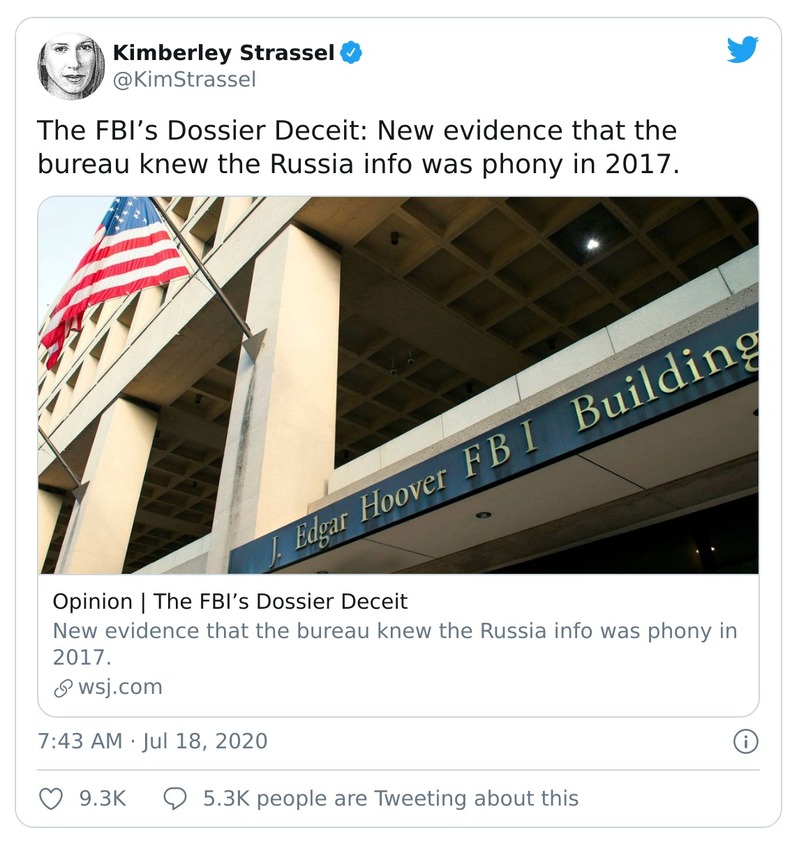 Kimberley Strassel
@KimStrassel
The FBI’s Dossier Deceit: New evidence that the
bureau knew the Russia info was phony in 2017.
J. Edgar Hoover FBI Building
Opinion | The FBI’s Dossier Deceit
New evidence that the bureau knew the Russia info was phony in
2017.
wsj.com
7:43 AM · Jul 18, 2020
9.3K 5.3K people are Tweeting about this